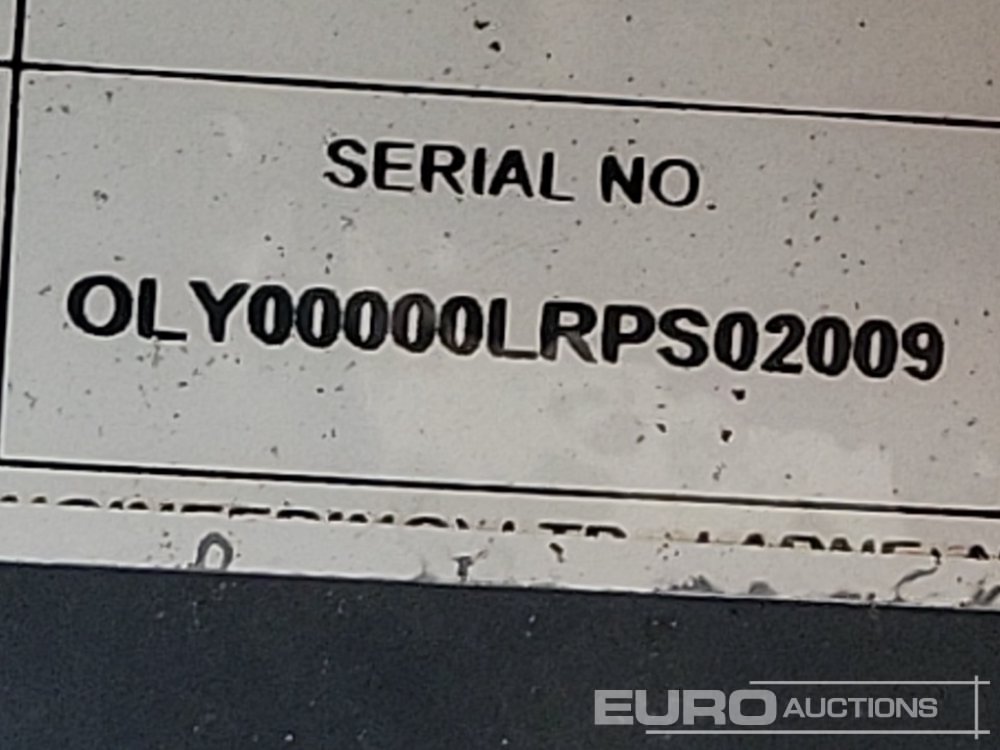 SERIAL NO.
OLY00000LRPS02009
EURO AUCTIONS